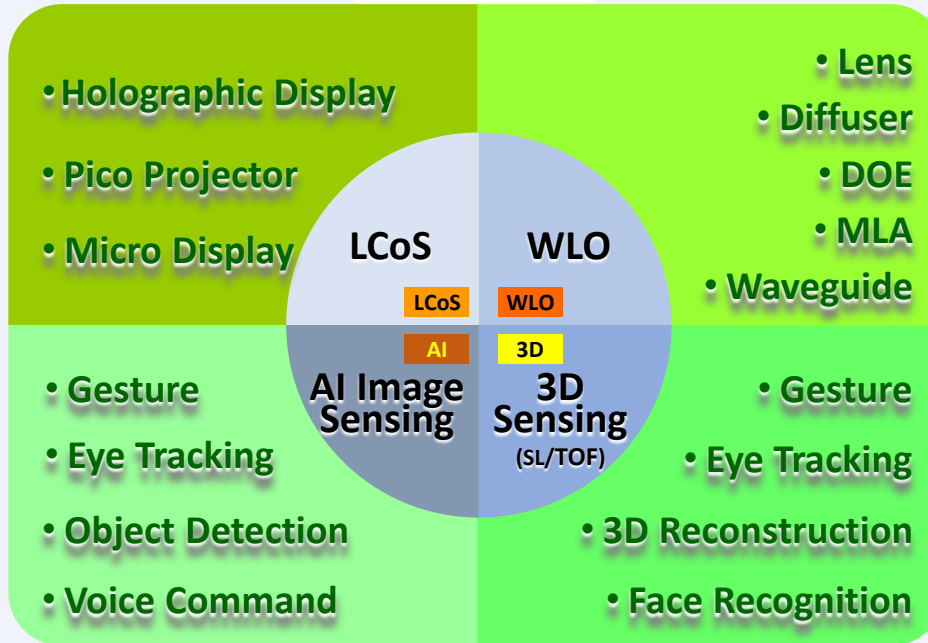 • Holographic Display
• Pico Projector
• Micro Display
• Lens
• Diffuser
• DOE
• MLA
• Waveguide
LCoS
WLO
LCoS
WLO
AI
3D
AI Image
Sensing
3D
Sensing
(SL/TOF)
• Gesture
• Eye Tracking
• Object Detection
• Voice Command
• Gesture
• Eye Tracking
• 3D Reconstruction
• Face Recognition